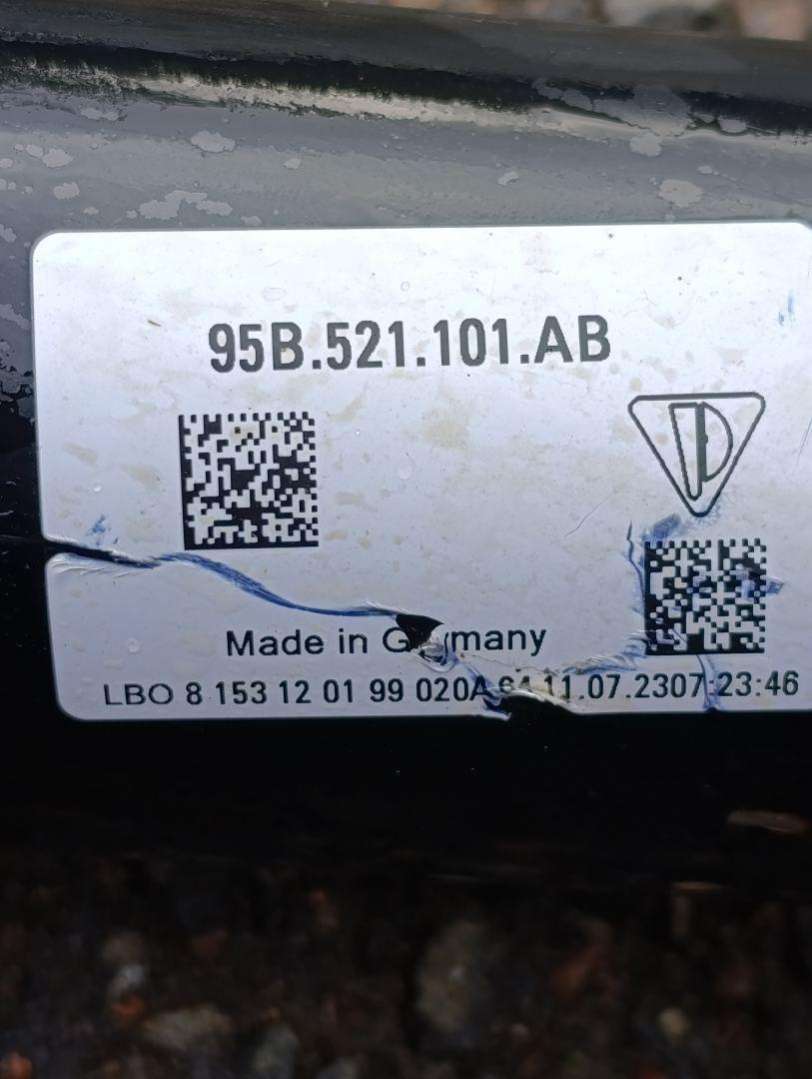 95B.521.101.AB
Made in
LBO 8 153 12 01 99 020A 11.07.2307:23:46